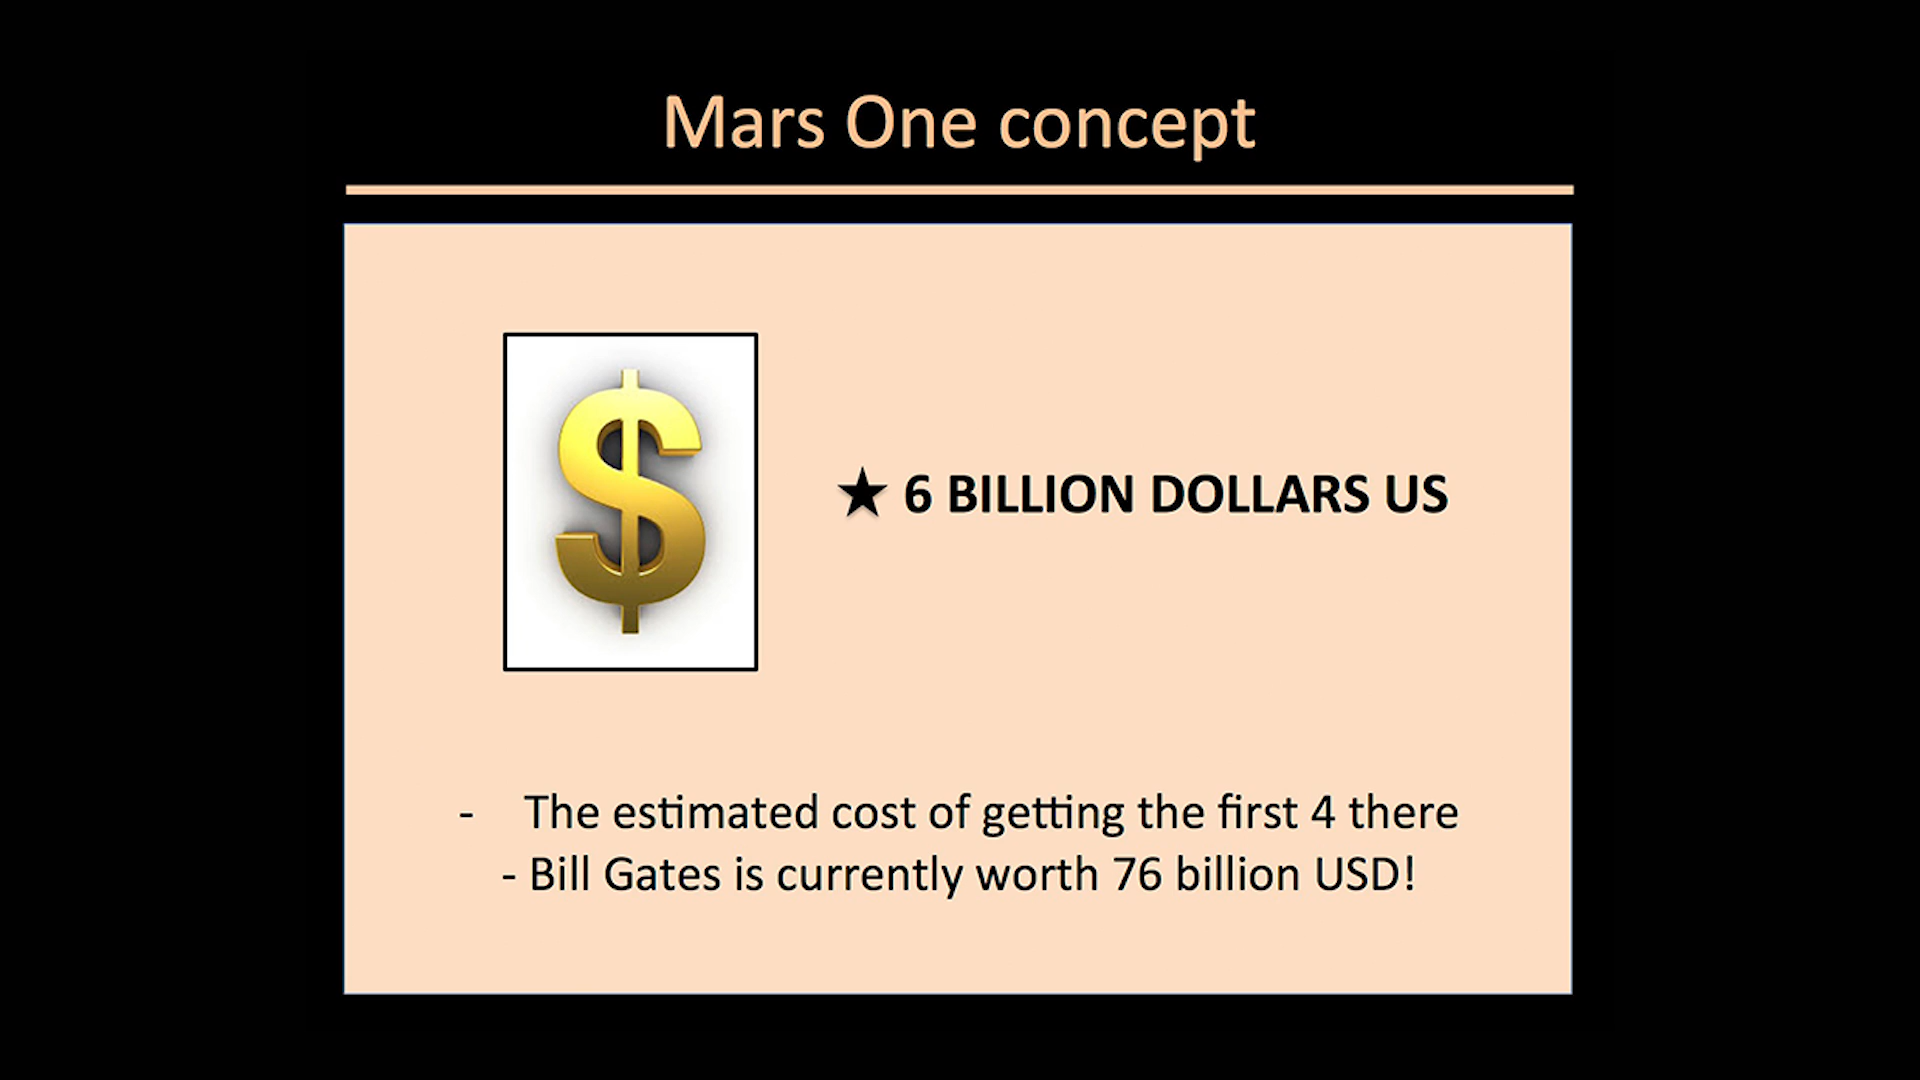 Mars One concept
$
★ 6 BILLION DOLLARS US
- The estimated cost of getting the first 4 there
- Bill Gates is currently worth 76 billion USD!